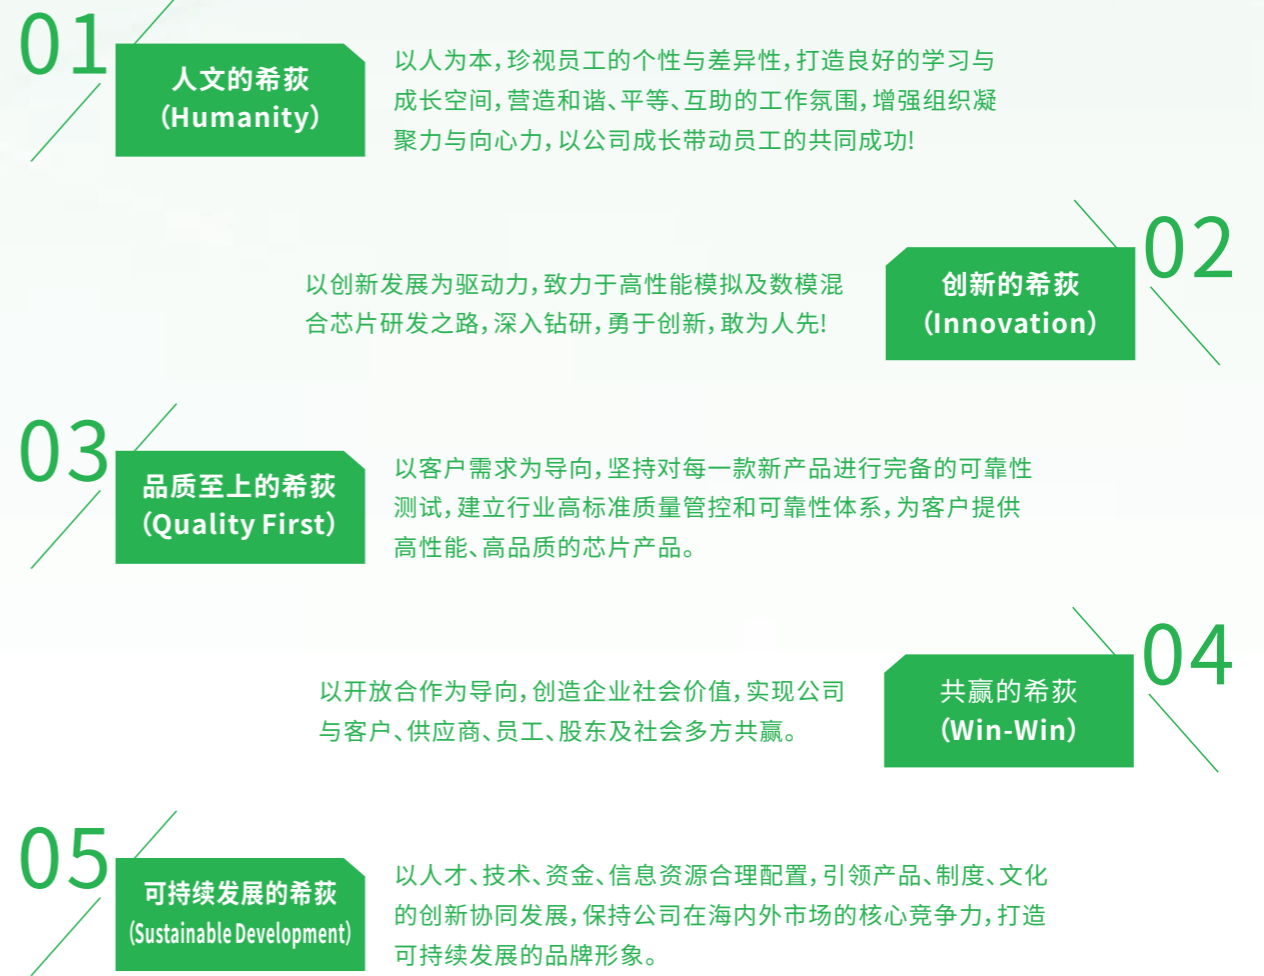 01
人文的希荻
（Humanity）
以人为本，珍视员工的个性与差异性，打造良好的学习与
成长空间，营造和谐、平等、互助的工作氛围，增强组织凝
聚力与向心力，以公司成长带动员工的共同成功！
02
创新的希荻
（Innovation）
以创新发展为驱动力，致力于高性能模拟及数模混
合芯片研发之路，深入钻研，勇于创新，敢为人先！
03
品质至上的希荻
（Quality First）
以客户需求为导向，坚持对每一款新产品进行完备的可靠性
测试，建立行业高标准质量管控和可靠性体系，为客户提供
高性能、高品质的芯片产品。
04
共赢的希荻
（Win-Win）
以开放合作为导向，创造企业社会价值，实现公司
与客户、供应商、员工、股东及社会多方共赢。
05
可持续发展的希荻
（Sustainable Development）
以人才、技术、资金、信息资源合理配置，引领产品、制度、文化
的创新协同发展，保持公司在海内外市场的核心竞争力，打造
可持续发展的品牌形象。